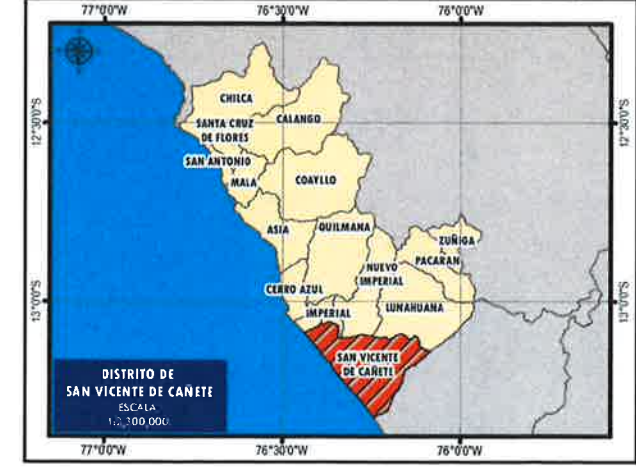 77°0'0"W 76°30'0"W 76°0'0"W
CHILCA
CALANGO
12°30'0"S 12°30'0"S
SANTA CRUZ
DE FLORES
SAN ANTONIO
Y
MALA
COAYLLO
ASIA
QUILMANA
ZUÑIGA
PACARAN
NUEVO
IMPERIAL
CERRO AZUL
13°0'0"S 13°0'0"S
IMPERIAL
LUNAHUANA
SAN VICENTE
DE CAÑETE
DISTRITO DE
SAN VICENTE DE CAÑETE
ESCALA
77°0'0"W 76°30'0"W 76°0'0"W